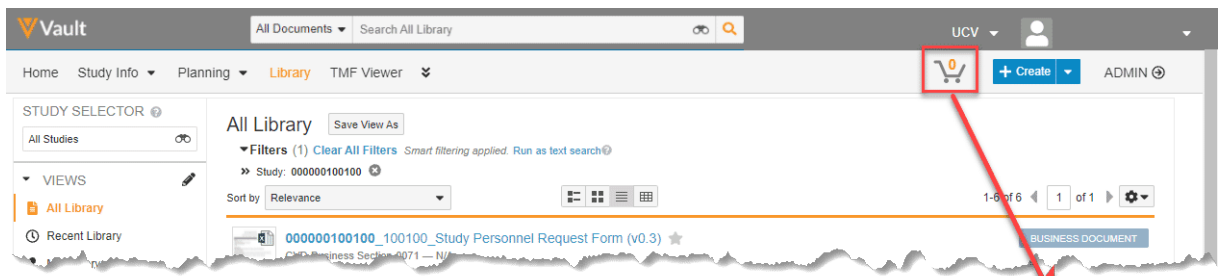 Vault
All Documents Search All Library
UCV
Home Study Info Planning Library TMF Viewer
0
+ Create
ADMIN
STUDY SELECTOR
All Studies
VIEWS
All Library
Recent Library
All Library Save View As
Filters (1) Clear All Filters Smart filtering applied. Run as text search
» Study: 000000100100
Sort by Relevance
1-6 of 6 1 of 1
000000100100_100100_Study Personnel Request Form (v0.3)
BUSINESS DOCUMENT